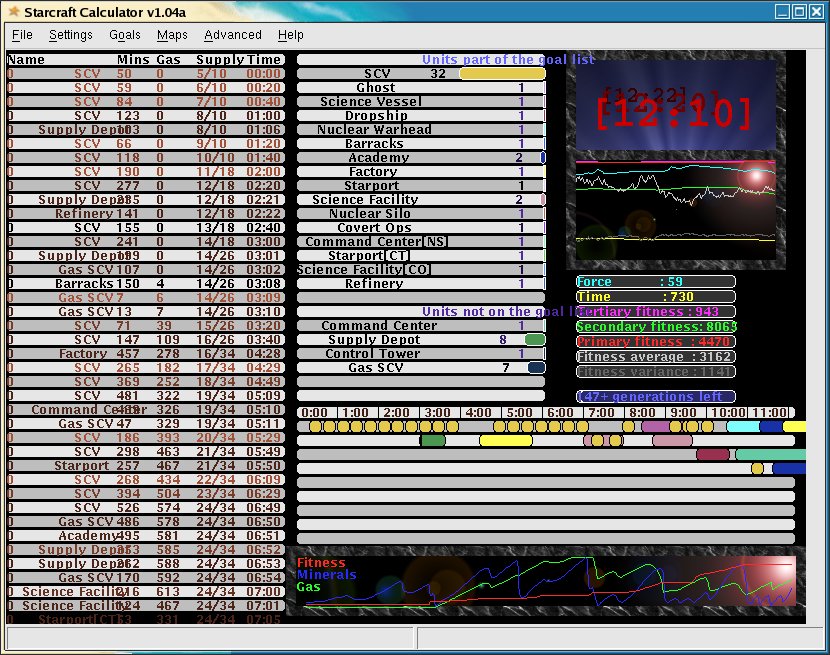 Starcraft Calculator v1.04a
File Settings Goals Maps Advanced Help
Name Mins Gas Supply Time
0 SCV 50 0 5/10 00:00
0 SCV 59 0 6/10 00:20
0 SCV 84 0 7/10 00:40
0 SCV 123 0 8/10 01:00
0 Supply Depot 103 0 8/10 01:06
0 SCV 66 0 9/10 01:20
0 SCV 118 0 10/10 01:40
0 SCV 190 0 11/18 02:00
0 SCV 277 0 12/18 02:20
0 Supply Depot 285 0 12/18 02:21
0 Refinery 141 0 12/18 02:22
0 SCV 155 0 13/18 02:40
0 SCV 241 0 14/18 03:00
0 Supply Depot 199 0 14/26 03:01
0 Gas SCV 107 0 14/26 03:02
0 Barracks 150 4 14/26 03:08
0 Gas SCV 7 6 14/26 03:09
0 Gas SCV 13 7 14/26 03:10
0 SCV 71 39 15/26 03:20
0 SCV 147 109 16/26 03:40
0 Factory 457 278 16/34 04:28
0 SCV 265 182 17/34 04:29
0 SCV 369 252 18/34 04:49
0 SCV 481 322 19/34 05:09
0 Command Center 326 19/34 05:10
0 Gas SCV 47 329 19/34 05:11
0 SCV 186 393 20/34 05:29
0 SCV 298 463 21/34 05:49
0 Starport 257 467 21/34 05:50
0 SCV 268 434 22/34 06:09
0 SCV 394 504 23/34 06:29
0 SCV 526 574 24/34 06:49
0 Gas SCV 486 578 24/34 06:50
0 Academy 495 581 24/34 06:51
0 Supply Depot 353 585 24/34 06:52
0 Supply Depot 262 588 24/34 06:53
0 Gas SCV 170 592 24/34 06:54
0 Science Facility 216 613 24/34 07:00
0 Science Facility 124 467 24/34 07:01
0 Starport[CT] 63 331 24/34 07:05
Units part of the goal list
SCV 32
Ghost 1
Science Vessel 1
Dropship 1
Nuclear Warhead 1
Barracks 1
Academy 2
Factory 1
Starport 1
Science Facility 2
Nuclear Silo 1
Covert Ops 1
Command Center[NS] 1
Starport[CT] 1
Science Facility[CO] 1
Refinery 1
Units not on the goal list
Command Center 1
Supply Depot 8
Control Tower 1
Gas SCV 7
[12:22]
[12:10]
Force : 59
Time : 730
Tertiary fitness : 943
Secondary fitness: 8065
Primary fitness : 4470
Fitness average : 3162
Fitness variance : 1141
147+ generations left
0:00 1:00 2:00 3:00 4:00 5:00 6:00 7:00 8:00 9:00 10:00 11:00
Fitness
Minerals
Gas